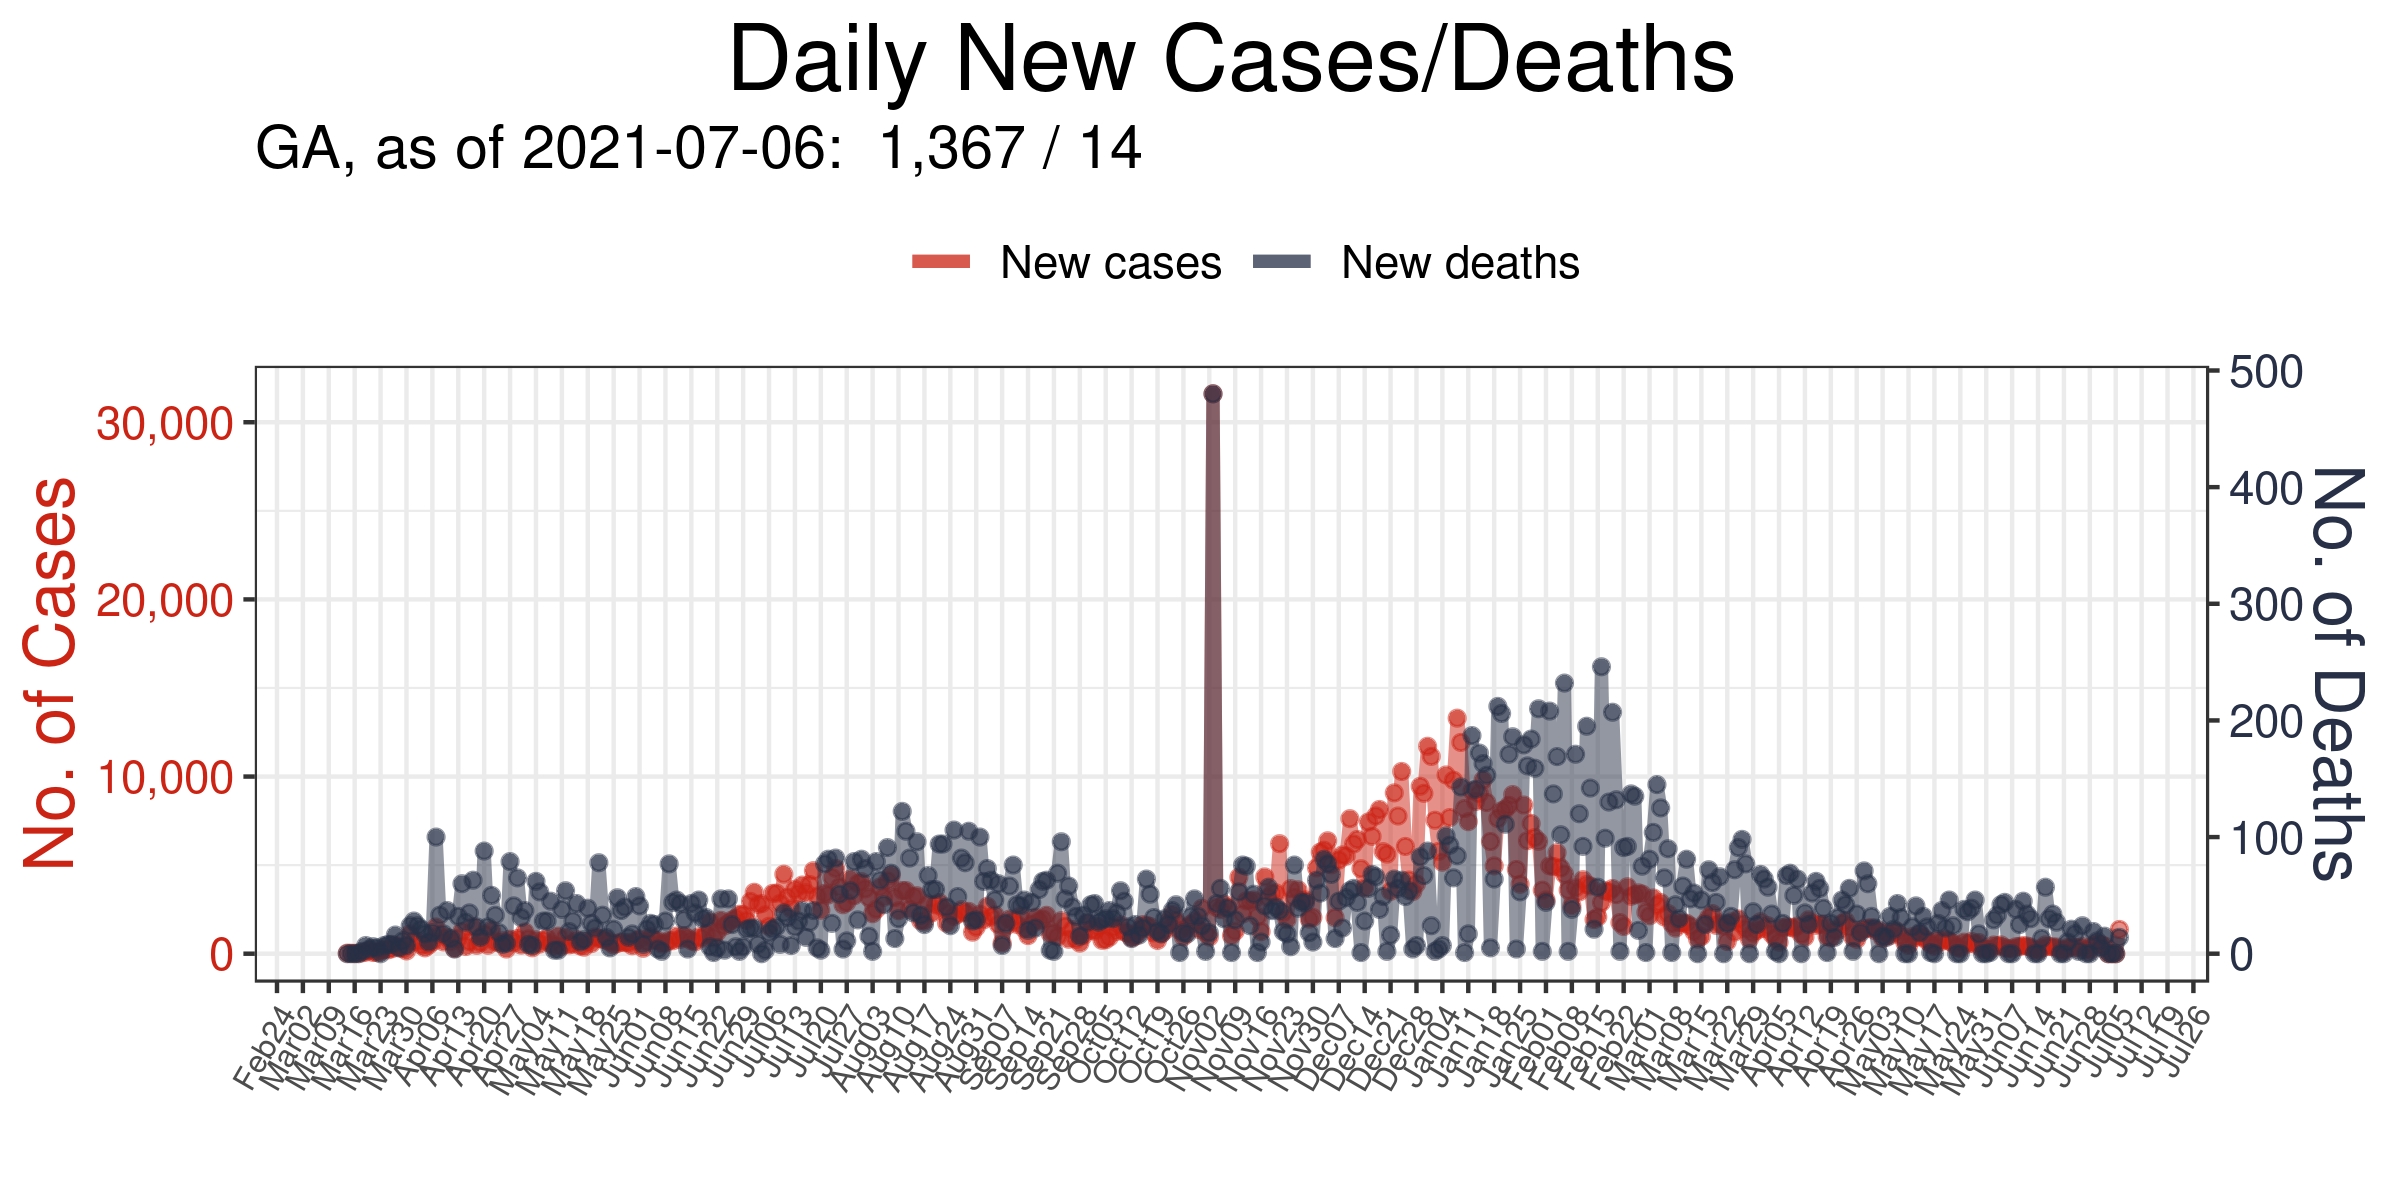 Daily New Cases/Deaths
GA, as of 2021-07-06:  1,367 / 14
New cases
New deaths
No. of Cases
30,000
20,000
10,000
0
500
400
300
200
100
0
No. of Deaths
Feb24
Mar02
Mar09
Mar16
Mar23
Mar30
Apr06
Apr13
Apr20
Apr27
May04
May11
May18
May25
Jun01
Jun08
Jun15
Jun22
Jun29
Jul06
Jul13
Jul20
Jul27
Aug03
Aug10
Aug17
Aug24
Aug31
Sep07
Sep14
Sep21
Sep28
Oct05
Oct12
Oct19
Oct26
Nov02
Nov09
Nov16
Nov23
Nov30
Dec07
Dec14
Dec21
Dec28
Jan04
Jan11
Jan18
Jan25
Feb01
Feb08
Feb15
Feb22
Mar01
Mar08
Mar15
Mar22
Mar29
Apr05
Apr12
Apr19
Apr26
May03
May10
May17
May24
May31
Jun07
Jun14
Jun21
Jun28
Jul05
Jul12
Jul19
Jul26